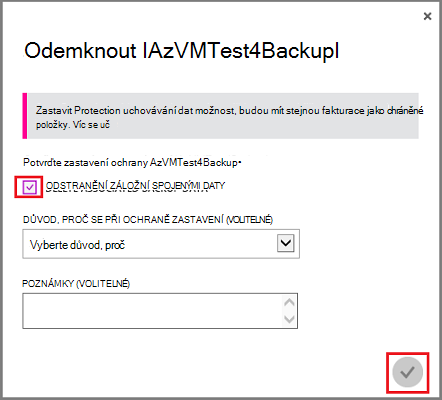 Odemknout IAzVMTest4BackupI
Zastavit Protection uchovávání dat možnost, budou mít stejnou fakturace jako chráněné
položky. Víc se uč
Potvrďte zastavení ochrany AzVMTest4Backup•
ODSTRANĚNÍ ZÁLOŽNÍ SPOJENÝMI DATY
DŮVOD, PROČ SE PŘI OCHRANĚ ZASTAVENÍ (VOLITELNÉ)
Vyberte důvod, proč
POZNÁMKY (VOLITELNÉ)